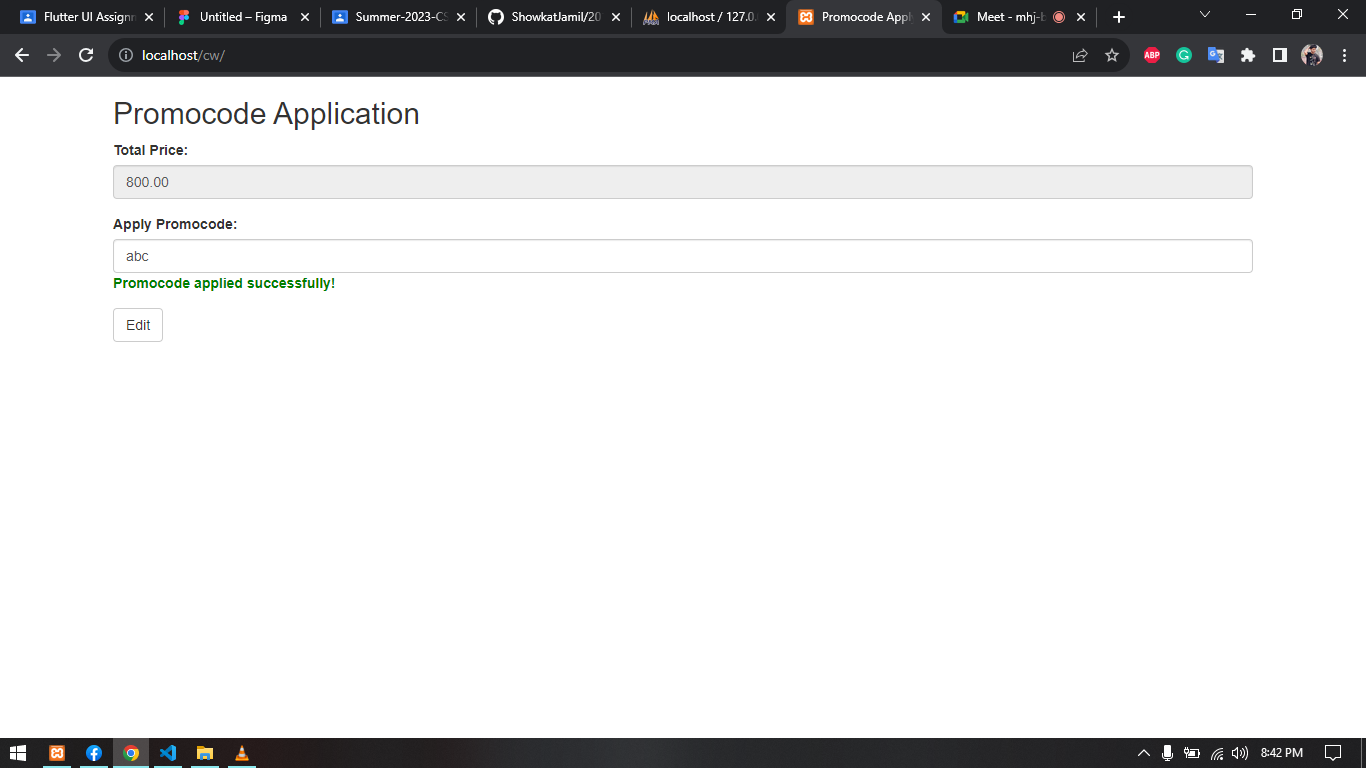 Flutter UI Assignm
Untitled – Figma
Summer-2023-CS
ShowkatJamil/20
localhost / 127.0.
Promocode Appl
Meet - mhj-b
localhost/cw/
ABP
Promocode Application
Total Price:
800.00
Apply Promocode:
abc
Promocode applied successfully!
Edit
8:42 PM